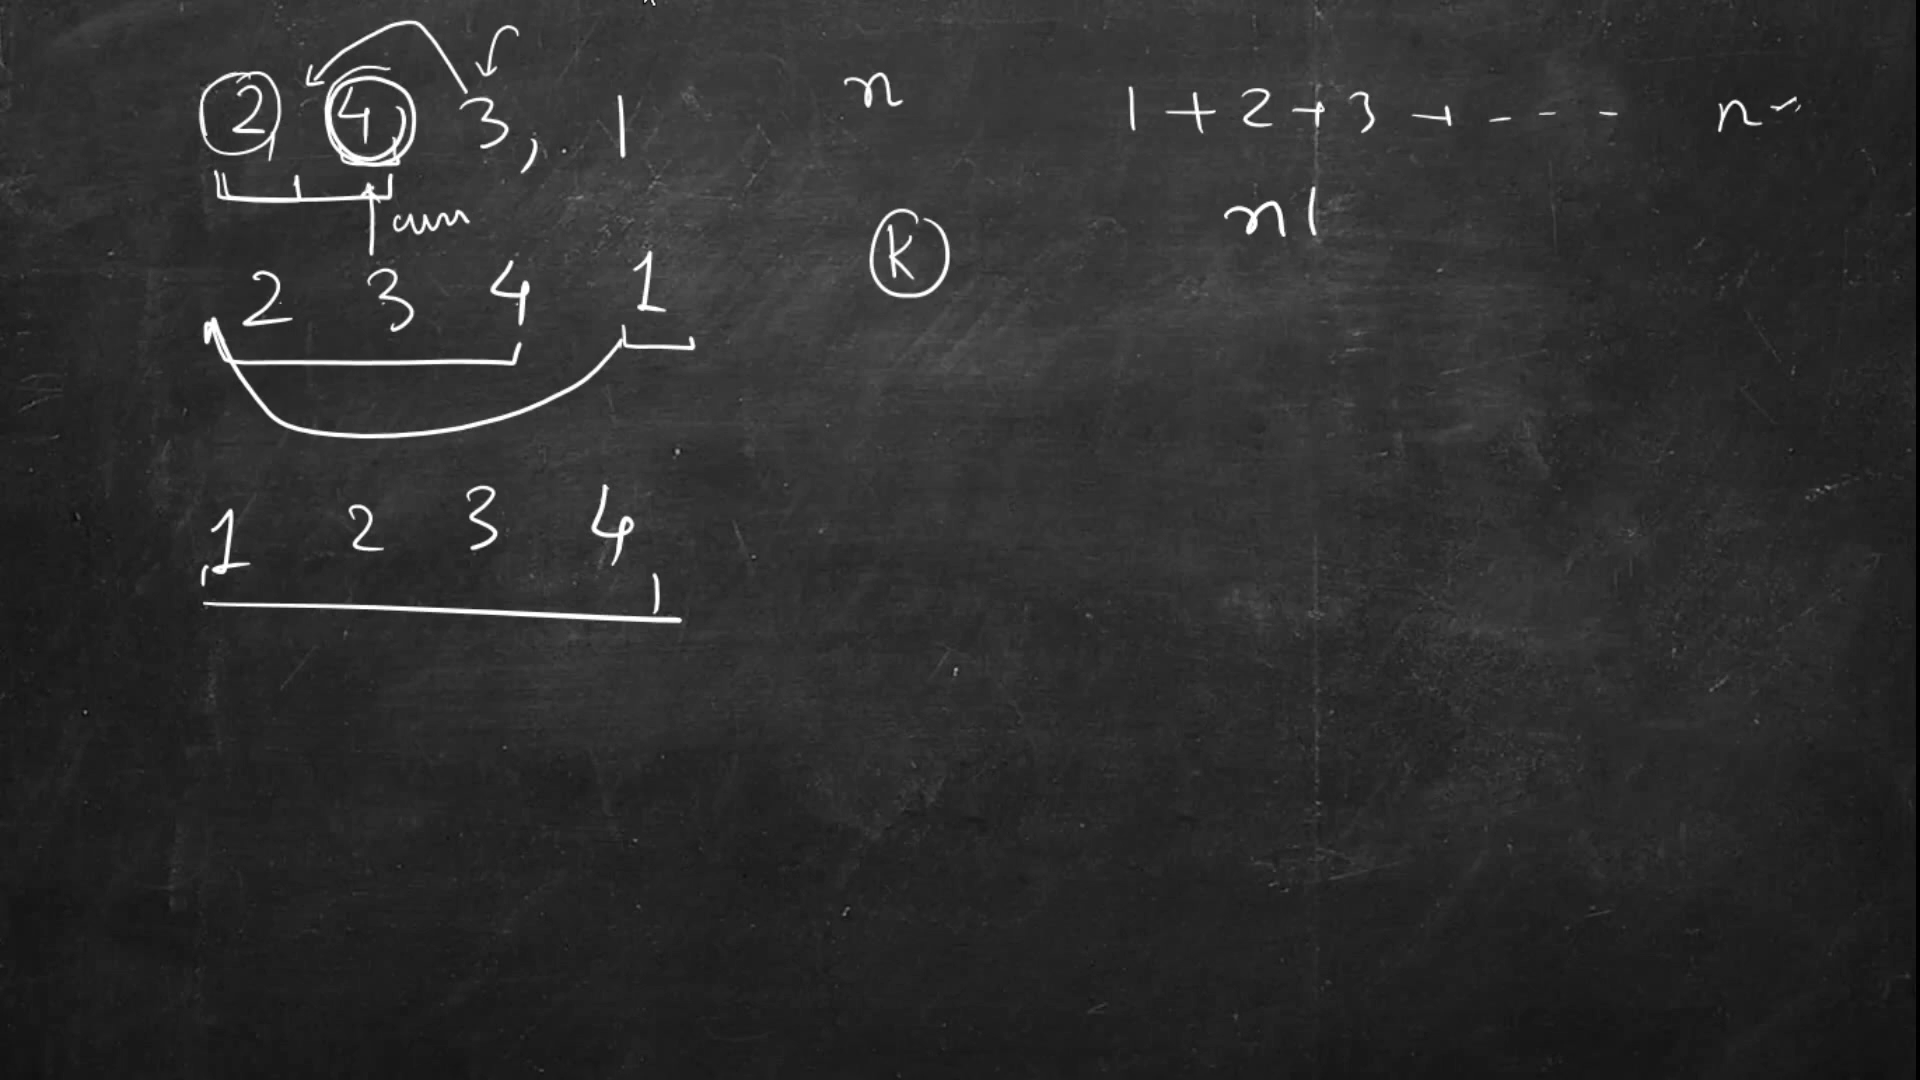 2 4 3, 1
n
1 + 2 + 3 + - - - - n
curr
n
2 3 4 1
K
1 2 3 4